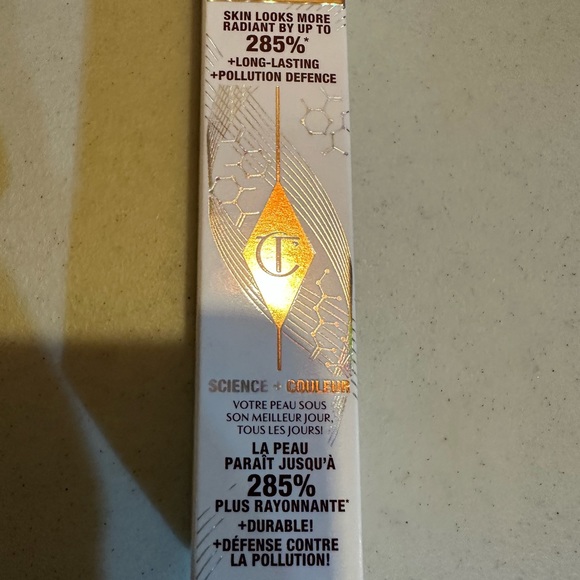 SKIN LOOKS MORE
RADIANT BY UP TO
285%*
+LONG-LASTING
+POLLUTION DEFENCE
CT
SCIENCE + COULEUR
VOTRE PEAU SOUS
SON MEILLEUR JOUR,
TOUS LES JOURS!
LA PEAU
PARAÎT JUSQU'À
285%
PLUS RAYONNANTE*
+DURABLE!
+DÉFENSE CONTRE
LA POLLUTION!